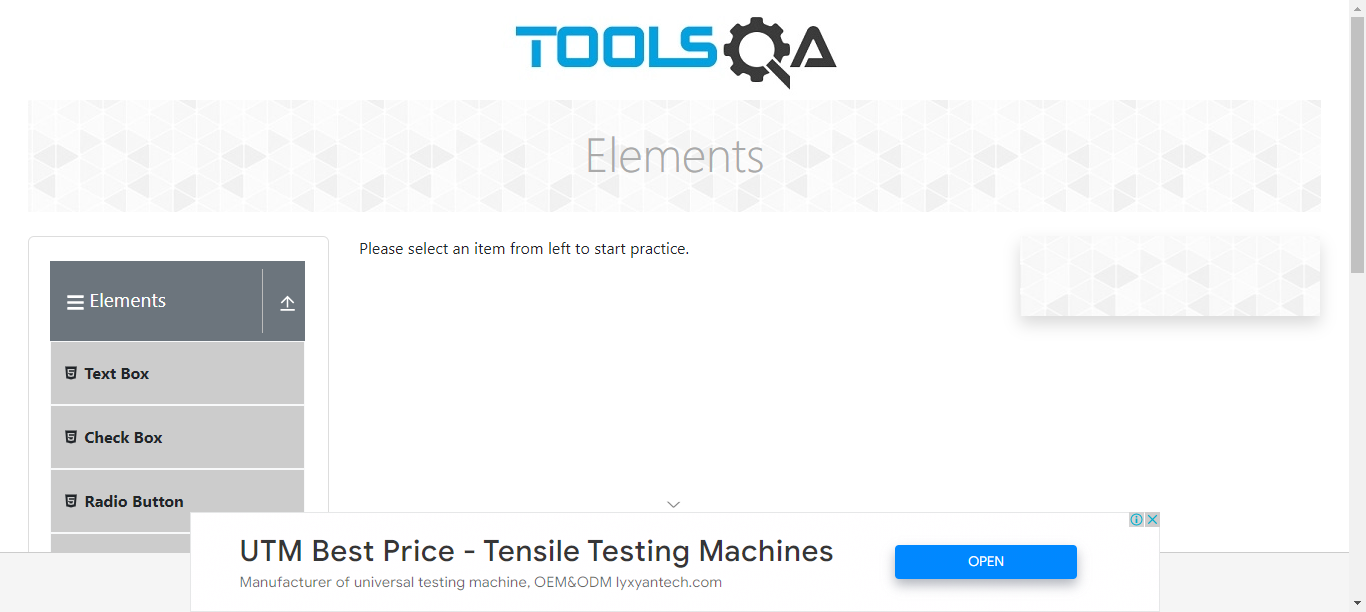 TOOLSQA
Elements
Elements
Please select an item from left to start practice.
Text Box
Check Box
Radio Button
UTM Best Price - Tensile Testing Machines
Manufacturer of universal testing machine, OEM&ODM lyxyantech.com
OPEN